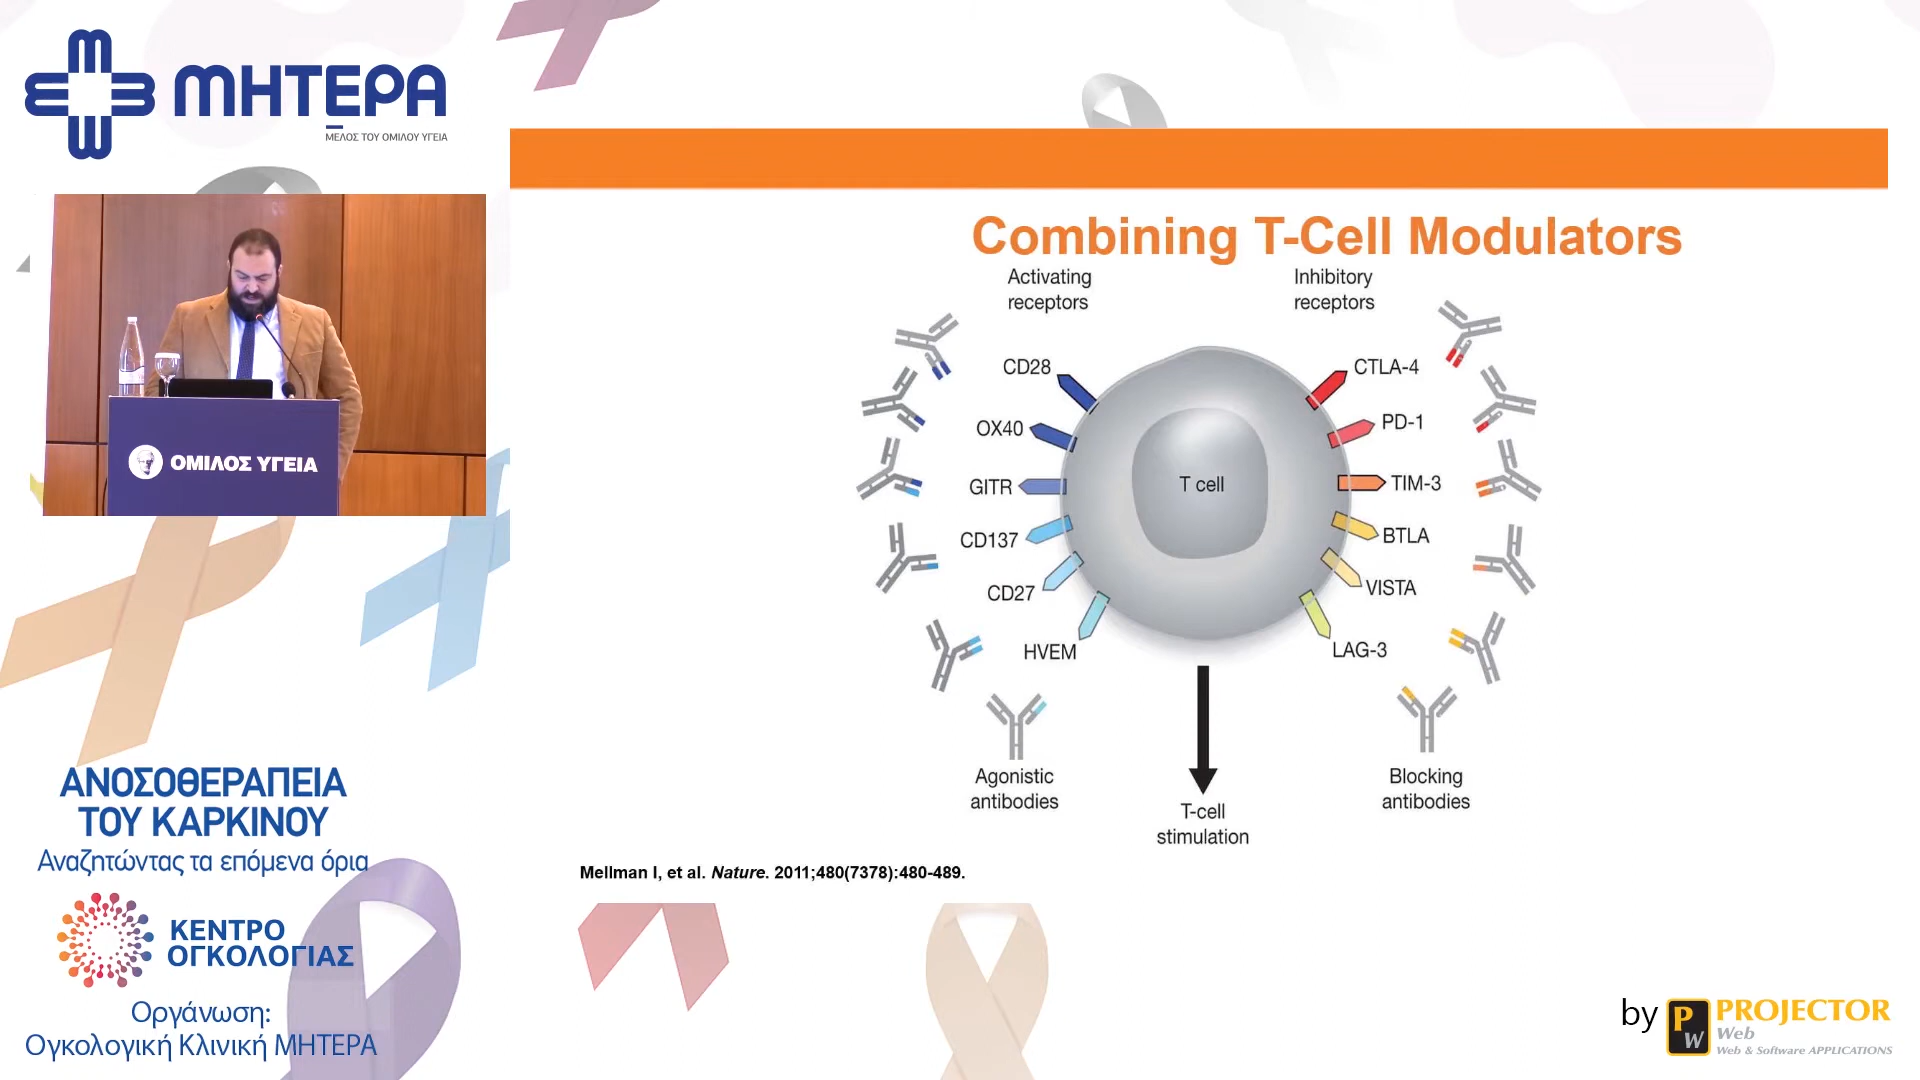 ΜΗΤΕΡΑ
ΜΕΛΟΣ ΤΟΥ ΟΜΙΛΟΥ ΥΓΕΙΑ
ΟΜΙΛΟΣ ΥΓΕΙΑ
ΑΝΟΣΟΘΕΡΑΠΕΙΑ
ΤΟΥ ΚΑΡΚΙΝΟΥ
Αναζητώντας τα επόμενα όρια
ΚΕΝΤΡΟ
ΟΓΚΟΛΟΓΙΑΣ
Οργάνωση:
Ογκολογική Κλινική ΜΗΤΕΡΑ
Combining T-Cell Modulators
Activating
receptors
Inhibitory
receptors
CD28
OX40
GITR
CD137
CD27
HVEM
T cell
CTLA-4
PD-1
TIM-3
BTLA
VISTA
LAG-3
Agonistic
antibodies
T-cell
stimulation
Blocking
antibodies
Mellman I, et al. Nature. 2011;480(7378):480-489.
by PW PROJECTOR
Web
Web & Software APPLICATIONS